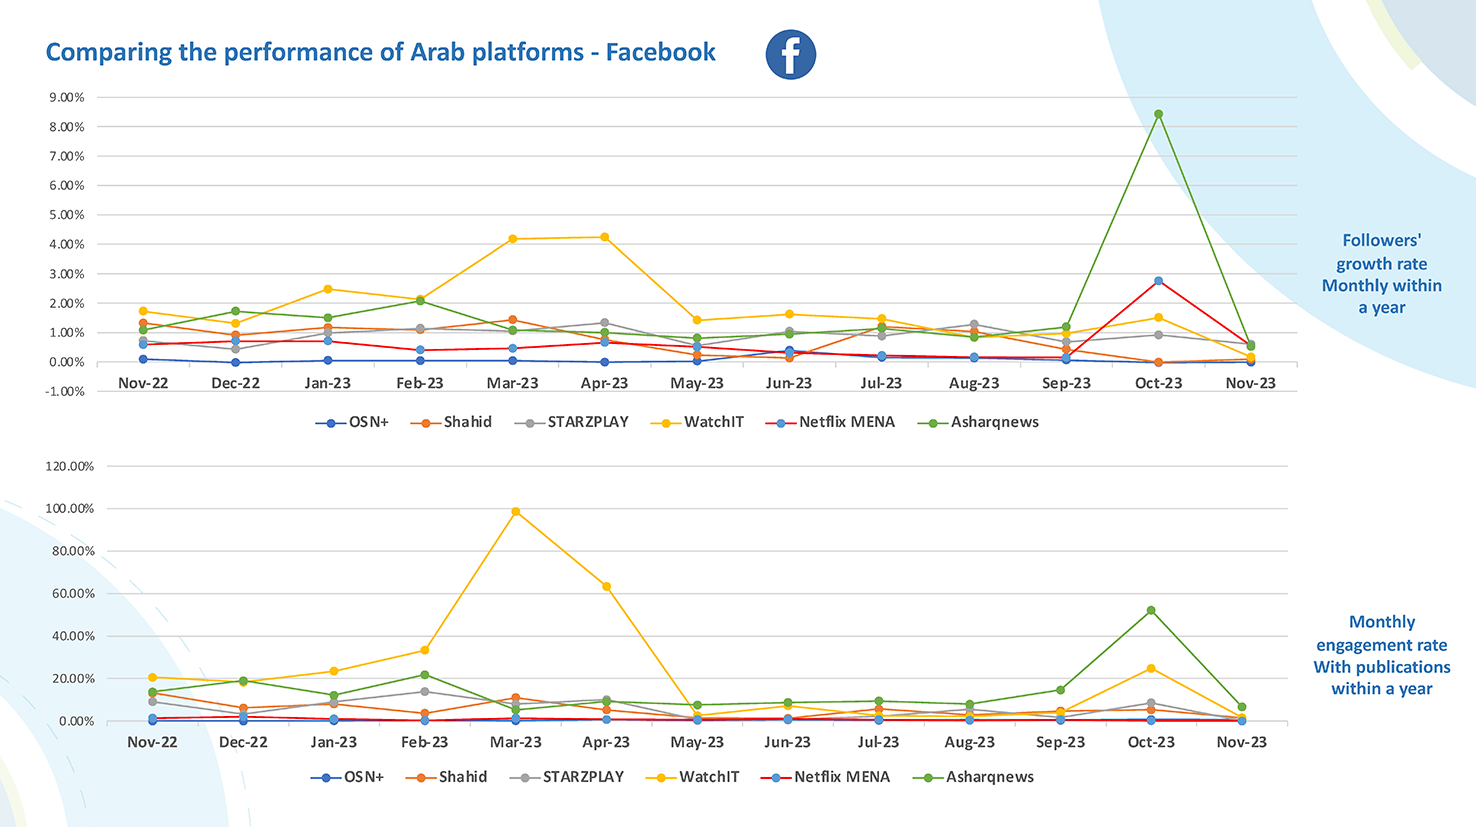 Comparing the performance of Arab platforms - Facebook
f
9.00%
8.00%
7.00%
6.00%
5.00%
4.00%
3.00%
2.00%
1.00%
0.00%
-1.00%
Nov-22 Dec-22 Jan-23 Feb-23 Mar-23 Apr-23 May-23 Jun-23 Jul-23 Aug-23 Sep-23 Oct-23 Nov-23
OSN+ Shahid STARZPLAY WatchIT Netflix MENA Asharqnews
Followers'
growth rate
Monthly within
a year
120.00%
100.00%
80.00%
60.00%
40.00%
20.00%
0.00%
Nov-22 Dec-22 Jan-23 Feb-23 Mar-23 Apr-23 May-23 Jun-23 Jul-23 Aug-23 Sep-23 Oct-23 Nov-23
OSN+ Shahid STARZPLAY WatchIT Netflix MENA Asharqnews
Monthly
engagement rate
With publications
within a year